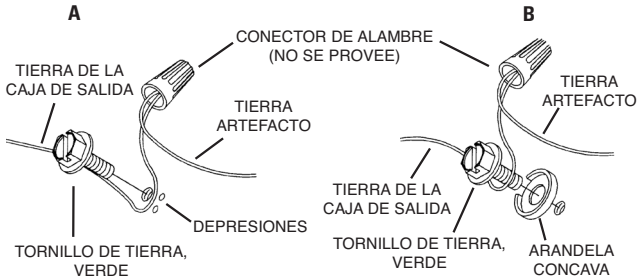 A
B
CONECTOR DE ALAMBRE
(NO SE PROVEE)
TIERRA DE LA
CAJA DE SALIDA
TIERRA
ARTEFACTO
DEPRESIONES
TORNILLO DE TIERRA,
VERDE
TIERRA
ARTEFACTO
TIERRA DE LA
CAJA DE SALIDA
TORNILLO DE TIERRA,
VERDE
ARANDELA
CONCAVA